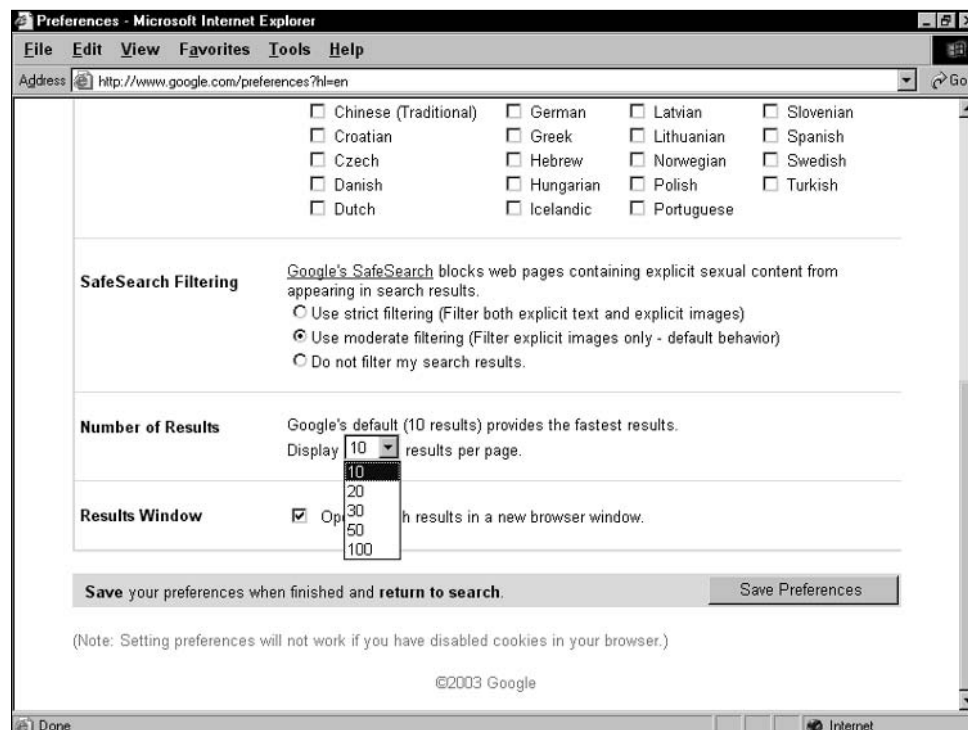 Preferences - Microsoft Internet Explorer
File Edit View Favorites Tools Help
Address http://www.google.com/preferences?hl=en Go
Chinese (Traditional) German Latvian Slovenian
Croatian Greek Lithuanian Spanish
Czech Hebrew Norwegian Swedish
Danish Hungarian Polish Turkish
Dutch Icelandic Portuguese
SafeSearch Filtering
Google's SafeSearch blocks web pages containing explicit sexual content from
appearing in search results.
Use strict filtering (Filter both explicit text and explicit images)
Use moderate filtering (Filter explicit images only - default behavior)
Do not filter my search results.
Number of Results
Google's default (10 results) provides the fastest results.
Display 10 results per page.
10
20
30
50
100
Results Window
Op h results in a new browser window.
Save your preferences when finished and return to search.
Save Preferences
(Note: Setting preferences will not work if you have disabled cookies in your browser.)
©2003 Google
Done Internet